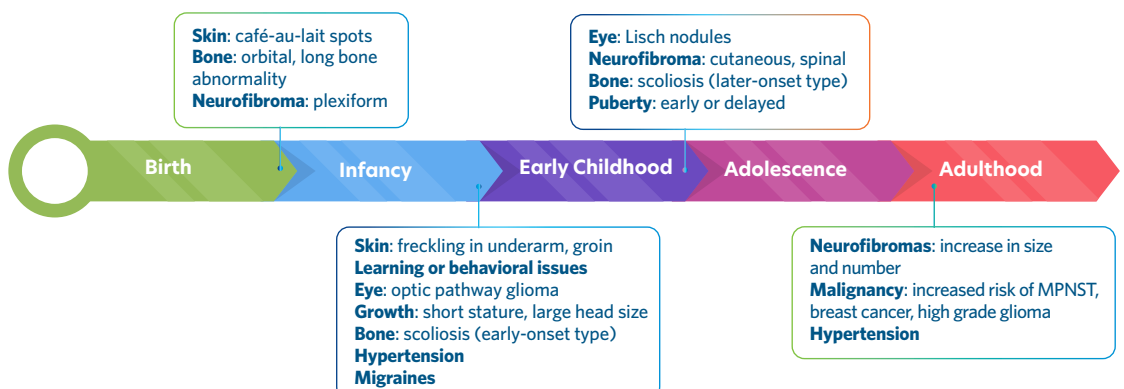 Skin: café-au-lait spots
Bone: orbital, long bone
abnormality
Neurofibroma: plexiform
Eye: Lisch nodules
Neurofibroma: cutaneous, spinal
Bone: scoliosis (later-onset type)
Puberty: early or delayed
Birth
Infancy
Early Childhood
Adolescence
Adulthood
Skin: freckling in underarm, groin
Learning or behavioral issues
Eye: optic pathway glioma
Growth: short stature, large head size
Bone: scoliosis (early-onset type)
Hypertension
Migraines
Neurofibromas: increase in size
and number
Malignancy: increased risk of MPNST,
breast cancer, high grade glioma
Hypertension